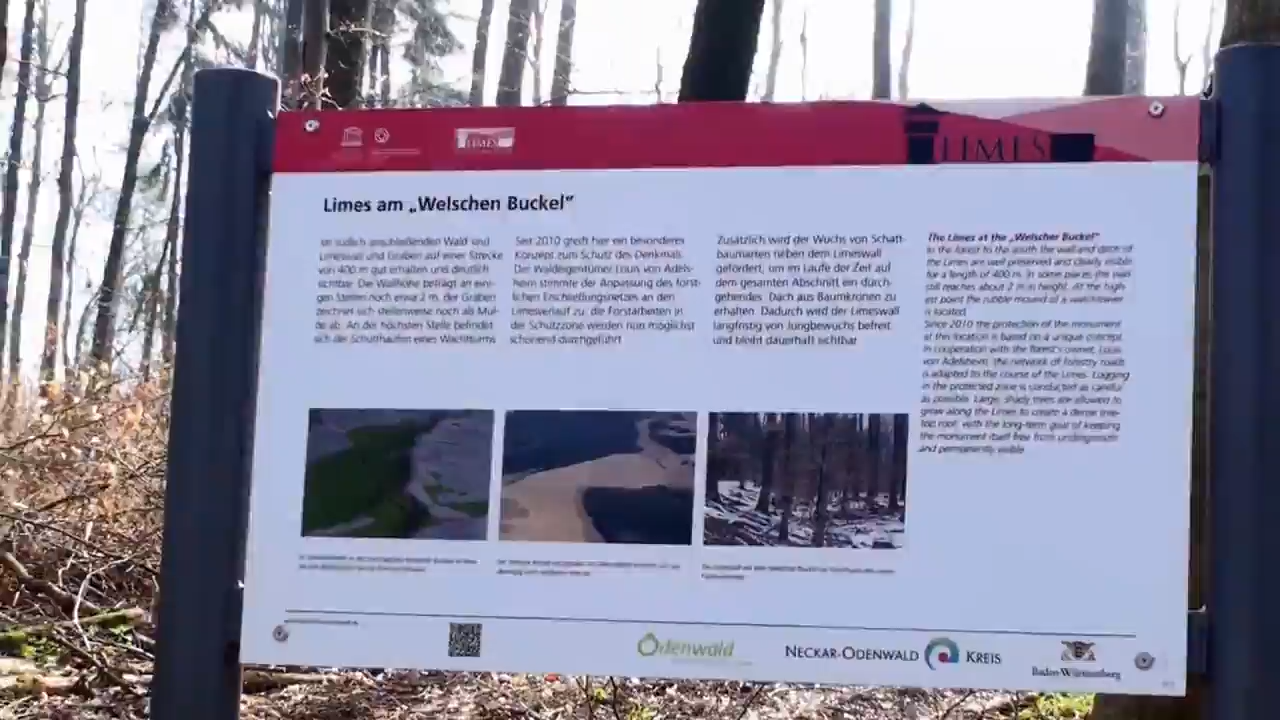 LIMES
LIMES
Limes am „Welschen Buckel“
Im südlich anschließenden Wald sind
Limeswall und Graben auf einer Strecke
von 400 m gut erhalten und deutlich
sichtbar. Die Wallhöhe beträgt an eini-
gen Stellen noch etwa 2 m, der Graben
zeichnet sich stellenweise noch als Mul-
de ab. An der höchsten Stelle befindet
sich der Schutthaufen eines Wachtturms.
Seit 2010 greift hier ein besonderes
Konzept zum Schutz des Denkmals.
Der Waldeigentümer Louis von Adels-
heim stimmte der Anpassung des forst-
lichen Erschließungsnetzes an den
Limesverlauf zu, die Forstarbeiten in
der Schutzzone werden nun möglichst
schonend durchgeführt.
Zusätzlich wird der Wuchs von Schatt-
baumarten neben dem Limeswall
gefördert, um im Laufe der Zeit auf
dem gesamten Abschnitt ein durch-
gehendes Dach aus Baumkronen zu
erhalten. Dadurch wird der Limeswall
langfristig von Jungbewuchs befreit
und bleibt dauerhaft sichtbar.
The Limes at the „Welscher Buckel“
In the forest to the south the wall and ditch of
the Limes are well preserved and clearly visible
for a length of 400 m. In some places the wall
still reaches about 2 m in height. At the high-
est point the rubble mound of a watchtower
is located.
Since 2010 the protection of the monument
at this location is based on a unique concept.
In cooperation with the forest's owner, Louis
von Adelsheim, the network of forestry roads
is adapted to the course of the Limes. Logging
in the protected zone is conducted as careful
as possible. Large, shady trees are allowed to
grow along the Limes to create a dense tree-
top roof, with the long-term goal of keeping
the monument itself free from undergrowth
and permanently visible.
Odenwald
NECKAR-ODENWALD KREIS
Baden-Württemberg